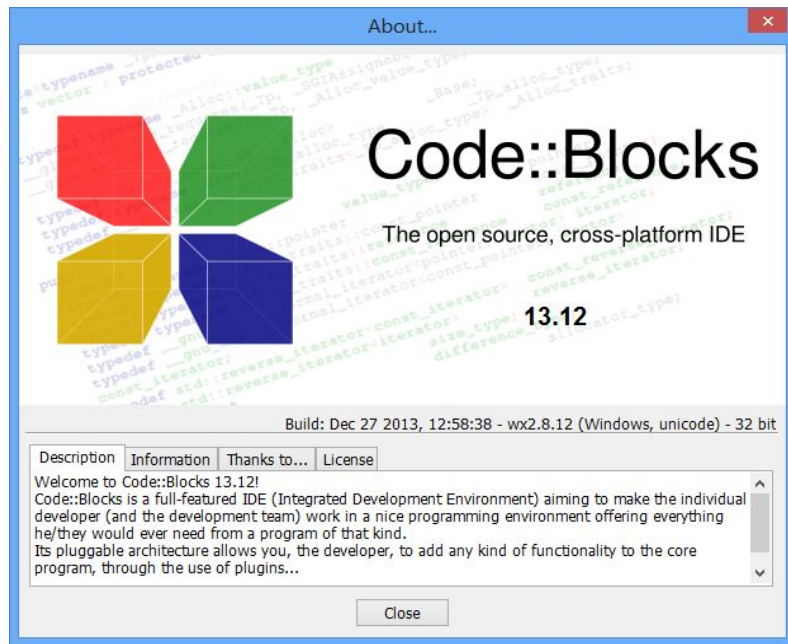 About...
Code::Blocks
The open source, cross-platform IDE
13.12
Build: Dec 27 2013, 12:58:38 - wx2.8.12 (Windows, unicode) - 32 bit
Description Information Thanks to... License
Welcome to Code::Blocks 13.12!
Code::Blocks is a full-featured IDE (Integrated Development Environment) aiming to make the individual
developer (and the development team) work in a nice programming environment offering everything
he/they would ever need from a program of that kind.
Its pluggable architecture allows you, the developer, to add any kind of functionality to the core
program, through the use of plugins...
Close